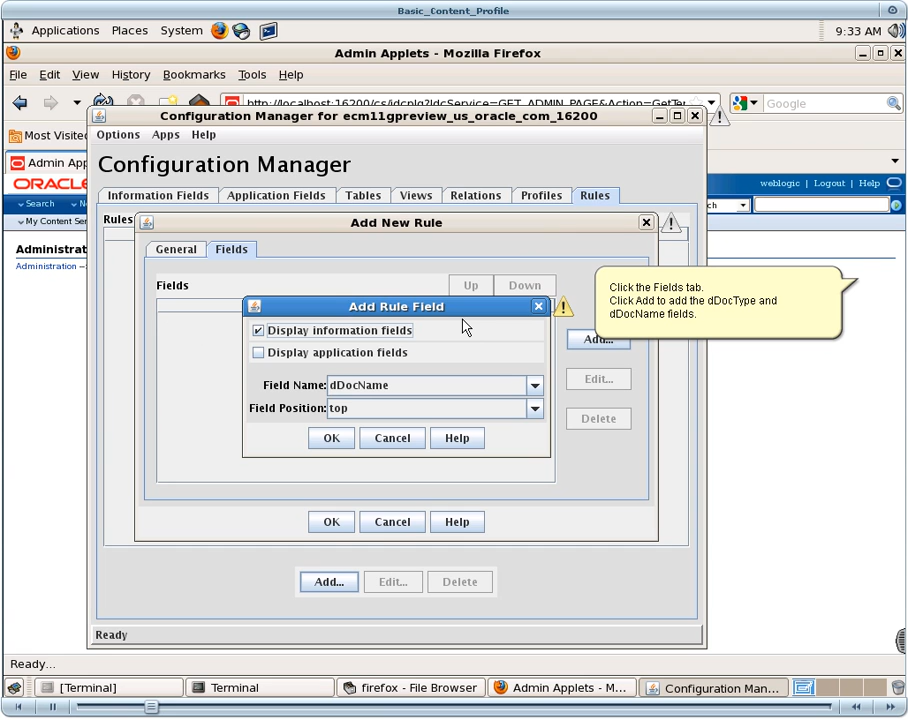 Basic_Content_Profile
Applications Places System 9:33 AM
Admin Applets - Mozilla Firefox
File Edit View History Bookmarks Tools Help
Google
Configuration Manager for ecm11gpreview_us_oracle_com_16200
Most Visited
Options Apps Help
Admin App
Configuration Manager
ORACLE
weblogic Logout Help
Information Fields Application Fields Tables Views Relations Profiles Rules
Search
My Content Ser
Rules
Add New Rule
Administrat
Administration
General Fields
Fields Up Down
Click the Fields tab.
Click Add to add the dDocType and
dDocName fields.
Add Rule Field
Display information fields
Display application fields
Add...
Edit...
Delete
Field Name: dDocName
Field Position: top
OK Cancel Help
OK Cancel Help
Add... Edit... Delete
Ready
Ready...
[Terminal] Terminal firefox - File Browser Admin Applets - M... Configuration Man...